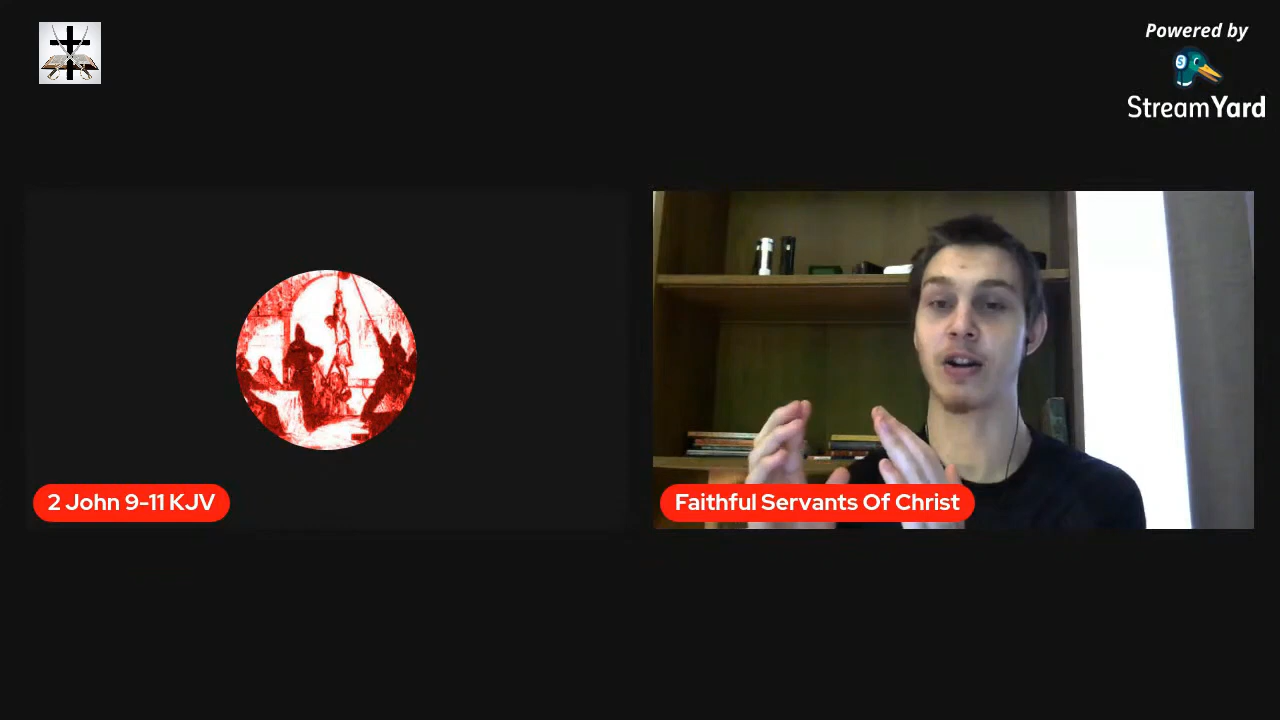 Powered by
StreamYard
2 John 9-11 KJV
Faithful Servants Of Christ